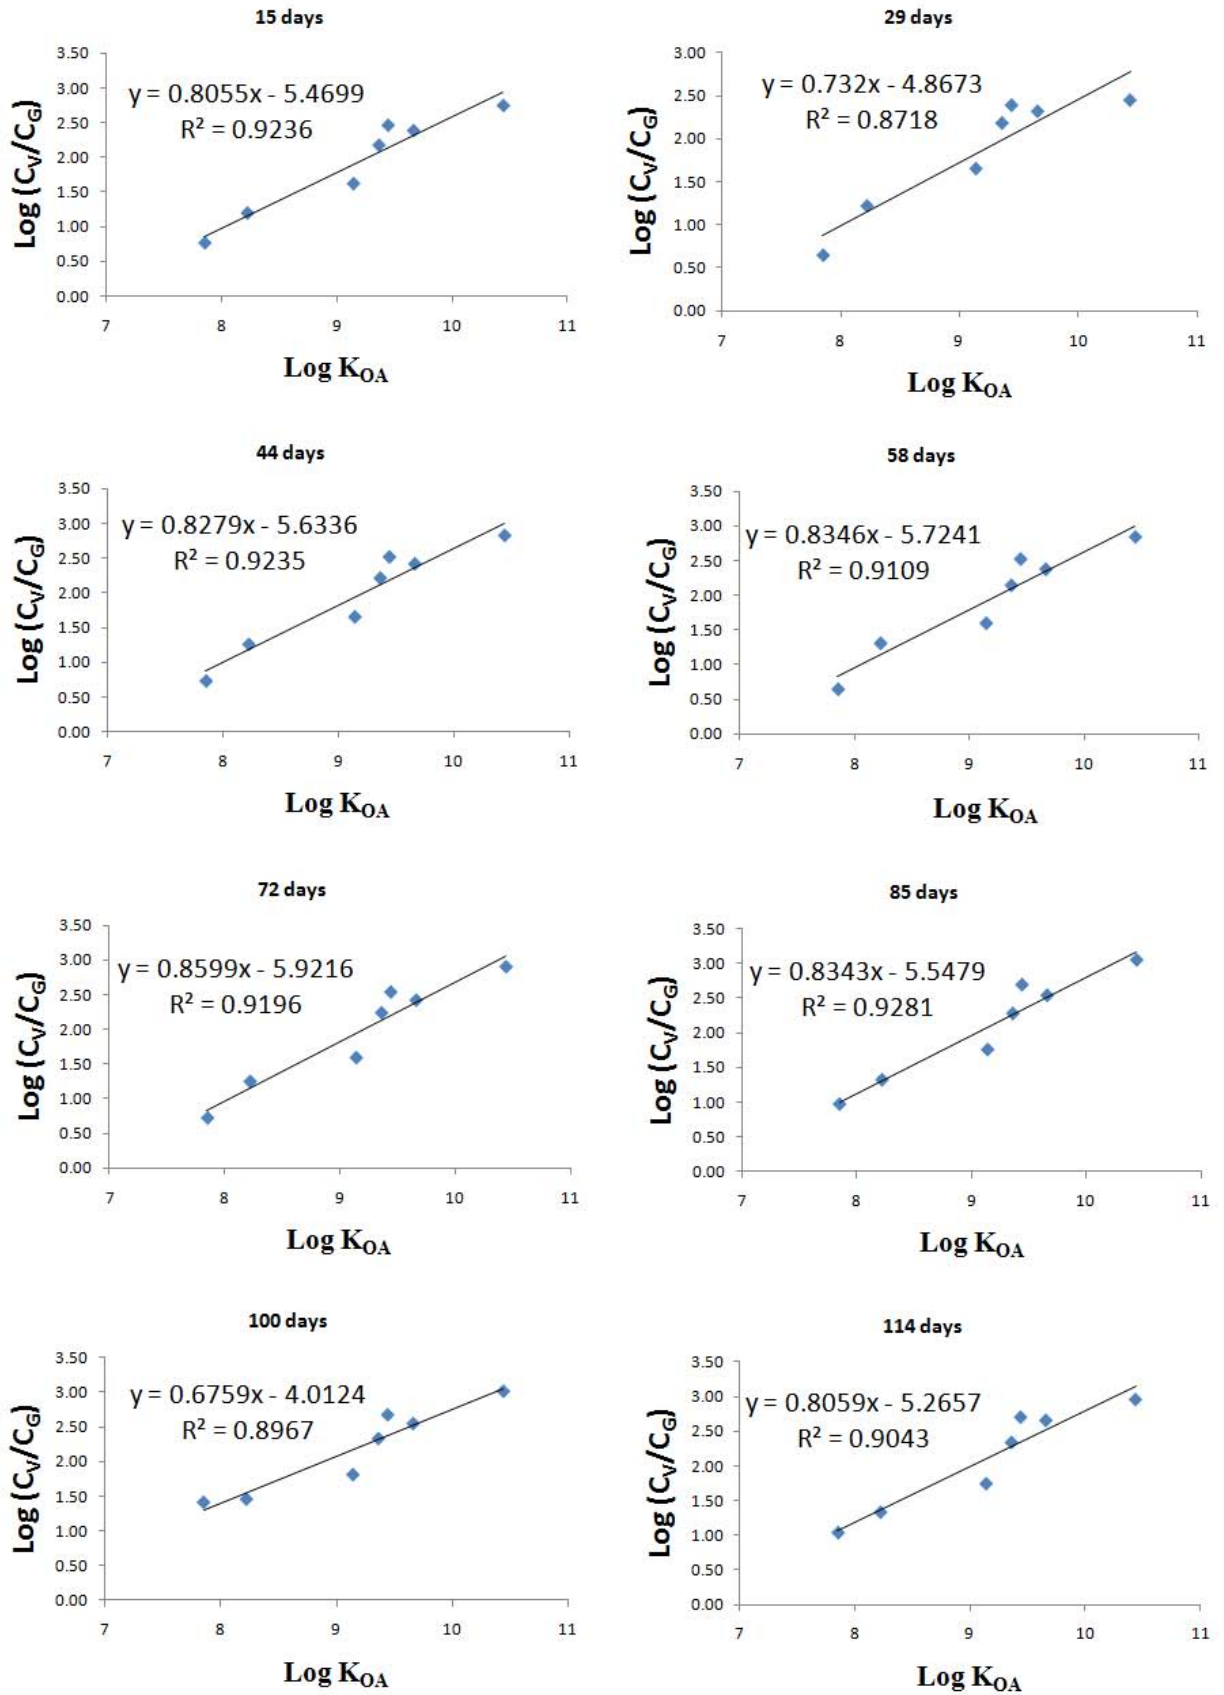 15 days
3.50
3.00
2.50
2.00
1.50
1.00
0.50
0.00
Log (CV/CG)
y = 0.8055x - 5.4699
R² = 0.9236
7 8 9 10 11
Log KOA
29 days
3.00
2.50
2.00
1.50
1.00
0.50
0.00
Log (CV/CG)
y = 0.732x - 4.8673
R² = 0.8718
7 8 9 10 11
Log KOA
44 days
3.50
3.00
2.50
2.00
1.50
1.00
0.50
0.00
Log (CV/CG)
y = 0.8279x - 5.6336
R² = 0.9235
7 8 9 10 11
Log KOA
58 days
3.50
3.00
2.50
2.00
1.50
1.00
0.50
0.00
Log (CV/CG)
y = 0.8346x - 5.7241
R² = 0.9109
7 8 9 10 11
Log KOA
72 days
3.50
3.00
2.50
2.00
1.50
1.00
0.50
0.00
Log (CV/CG)
y = 0.8599x - 5.9216
R² = 0.9196
7 8 9 10 11
Log KOA
85 days
3.50
3.00
2.50
2.00
1.50
1.00
0.50
0.00
Log (CV/CG)
y = 0.8343x - 5.5479
R² = 0.9281
7 8 9 10 11
Log KOA
100 days
3.50
3.00
2.50
2.00
1.50
1.00
0.50
0.00
Log (CV/CG)
y = 0.6759x - 4.0124
R² = 0.8967
7 8 9 10 11
Log KOA
114 days
3.50
3.00
2.50
2.00
1.50
1.00
0.50
0.00
Log (CV/CG)
y = 0.8059x - 5.2657
R² = 0.9043
7 8 9 10 11
Log KOA